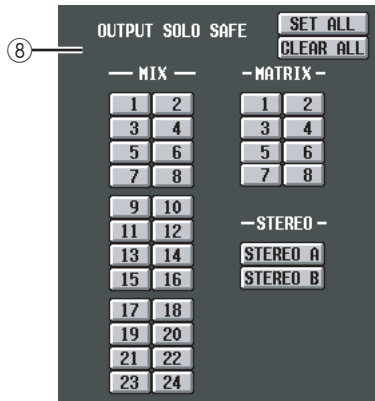 ⑧
OUTPUT SOLO SAFE
SET ALL
CLEAR ALL
MIX
1 2
3 4
5 6
7 8
9 10
11 12
13 14
15 16
17 18
19 20
21 22
23 24
MATRIX
1 2
3 4
5 6
7 8
STEREO
STEREO A
STEREO B